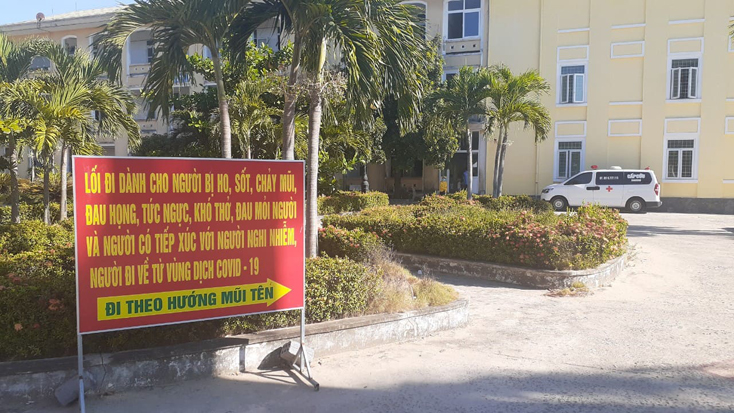 LỐI ĐI DÀNH CHO NGƯỜI BỊ HO, SỐT, CHẢY MŨI,
ĐAU HỌNG, TỨC NGỰC, KHÓ THỞ, ĐAU MỎI NGƯỜI
VÀ NGƯỜI CÓ TIẾP XÚC VỚI NGƯỜI NGHI NHIỄM,
NGƯỜI ĐI VỀ TỪ VÙNG DỊCH COVID - 19
ĐI THEO HƯỚNG MŨI TÊN